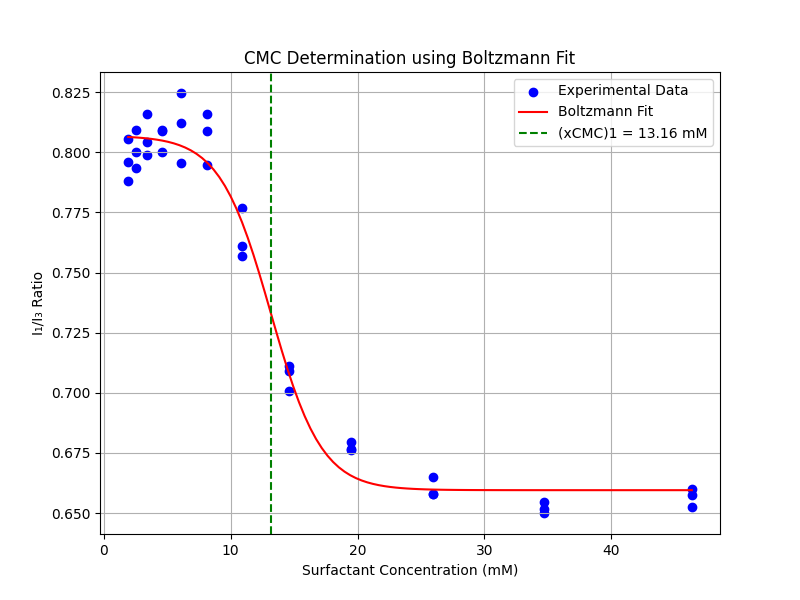 CMC Determination using Boltzmann Fit
Experimental Data
Boltzmann Fit
(xCMC)1 = 13.16 mM
I₁/I₃ Ratio
0.825
0.800
0.775
0.750
0.725
0.700
0.675
0.650
0 10 20 30 40
Surfactant Concentration (mM)